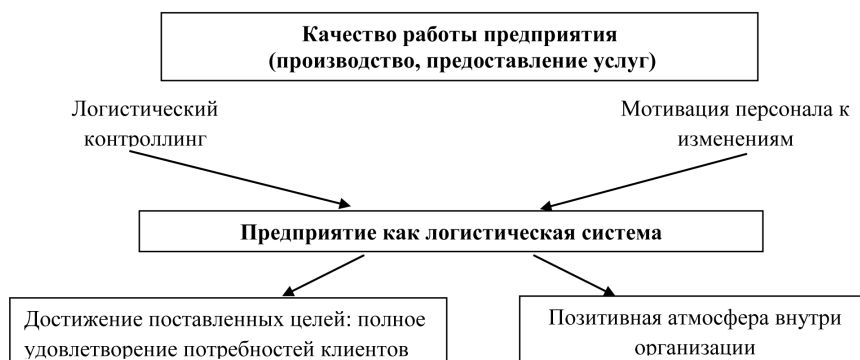 Качество работы предприятия
(производство, предоставление услуг)
Логистический
контроллинг
Мотивация персонала к
изменениям
Предприятие как логистическая система
Достижение поставленных целей: полное
удовлетворение потребностей клиентов
Позитивная атмосфера внутри
организации